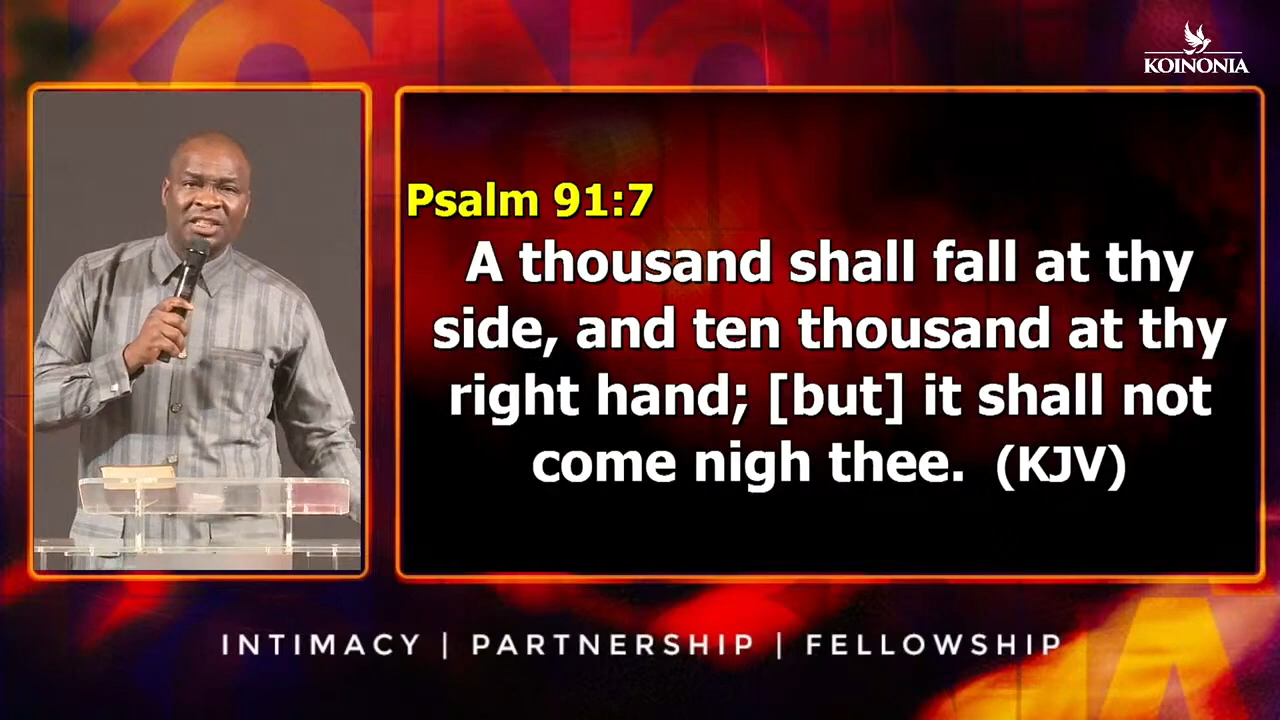 KOINONIA
Psalm 91:7
A thousand shall fall at thy
side, and ten thousand at thy
right hand; [but] it shall not
come nigh thee. (KJV)
INTIMACY | PARTNERSHIP | FELLOWSHIP